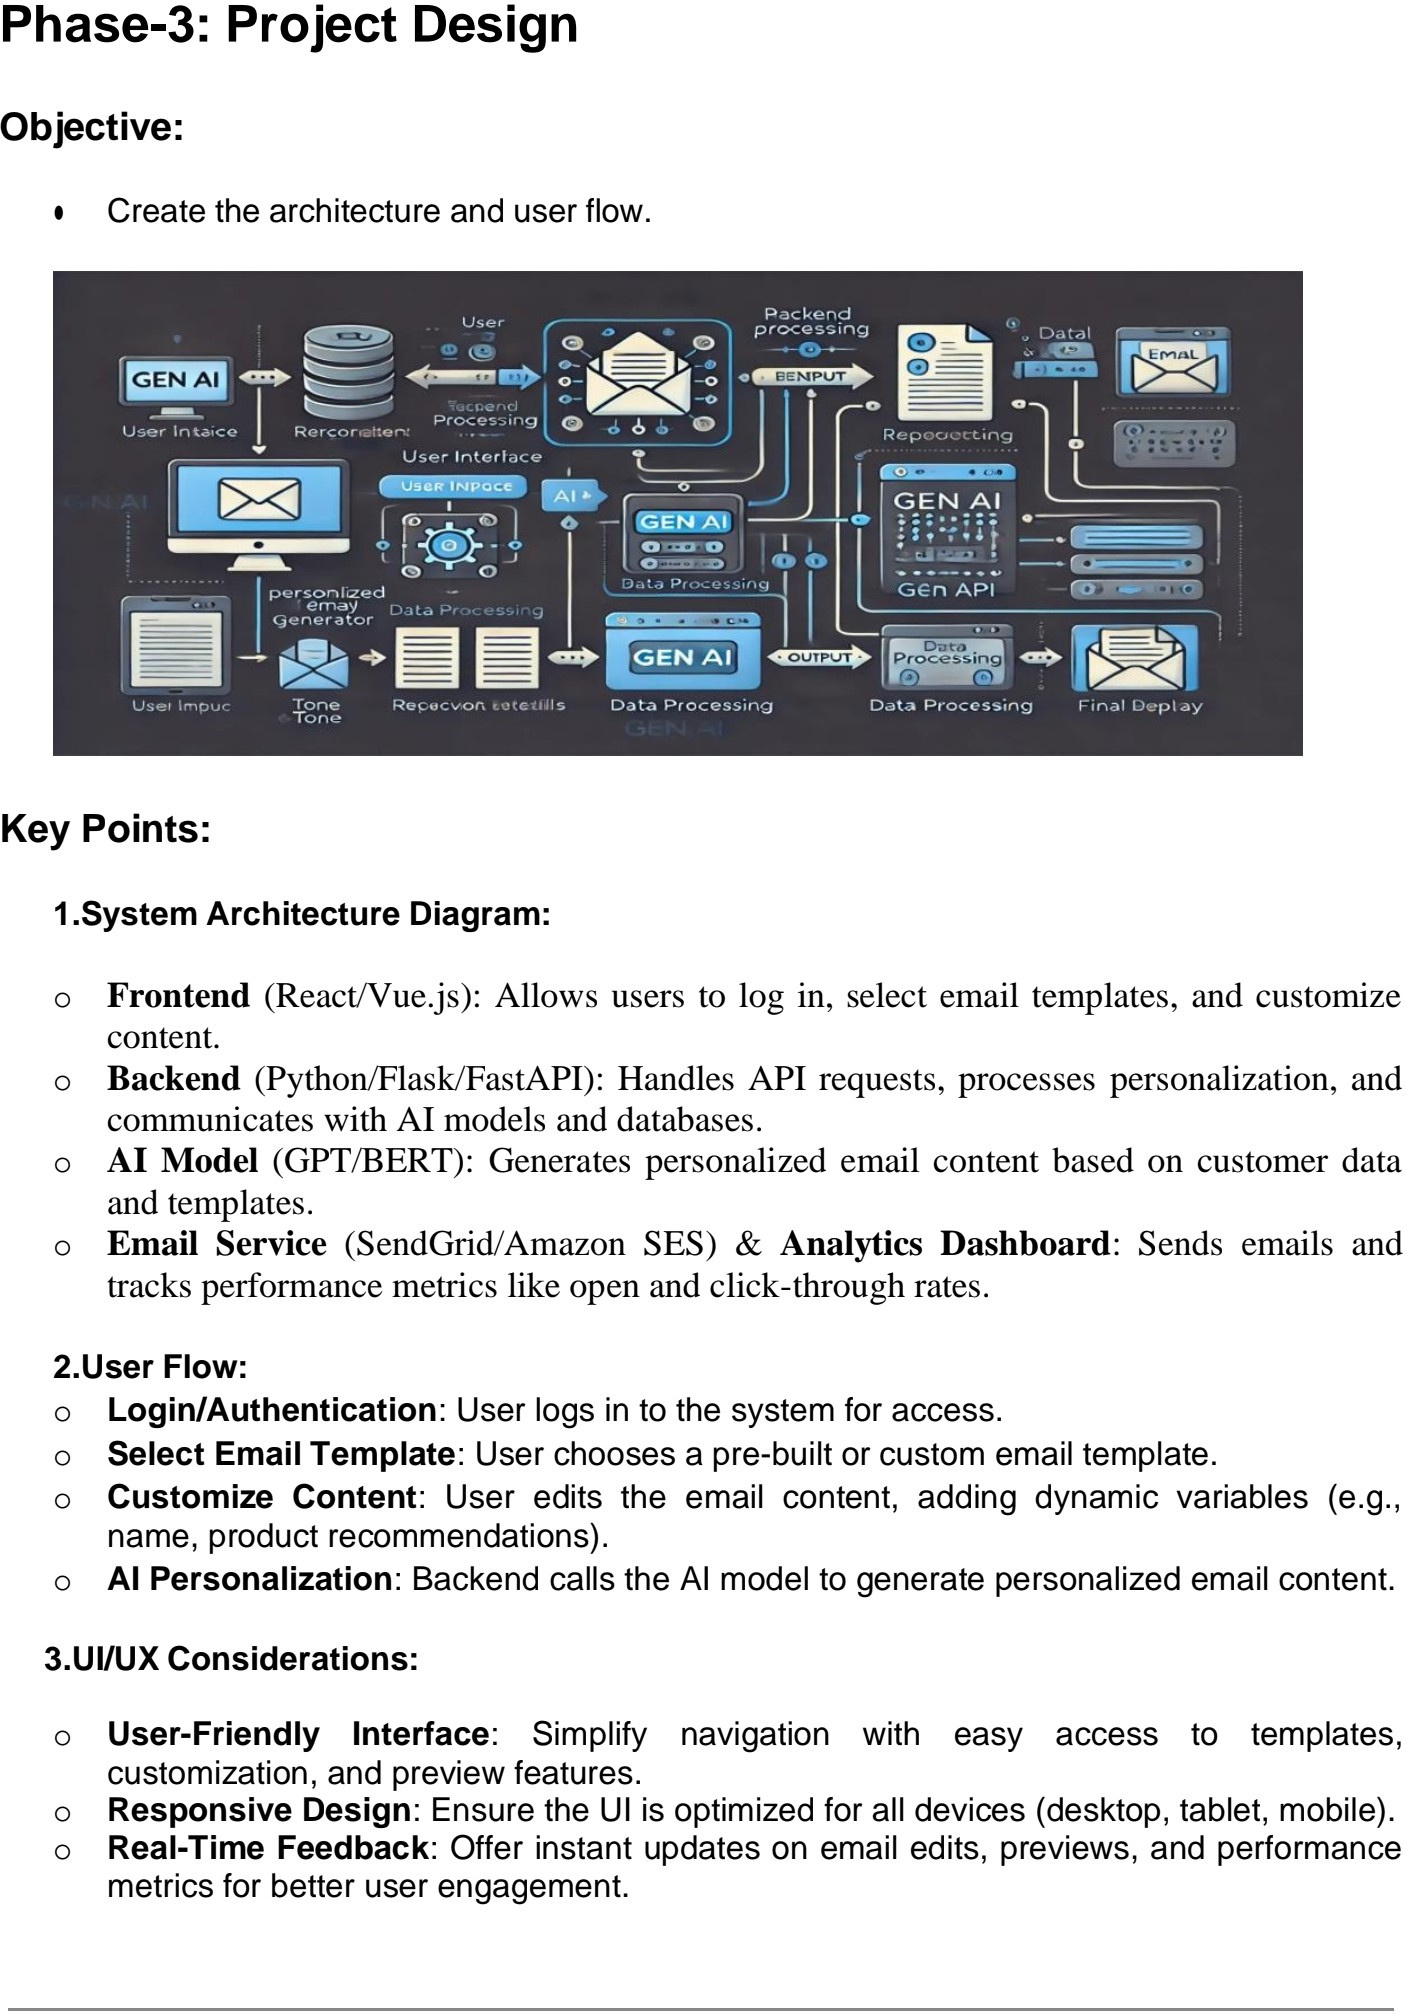 Phase-3: Project Design
Objective:
• Create the architecture and user flow.
User
Packend
processing
Datal
EMAL
GEN AI
BENPUT
User Intaice
Rercorettent
Processing
Repocotting
User Interface
USER INPOCE
AI
GEN AI
GEN AI
GEN AI
Data Processing
Gen API
personlized
Temay
Generator
Data Processing
GEN AI
OUTPUT
Data
Processing
User Impuc
Tone
Tone
Data Processing
Data Processing
Final Deplay
GEN AI
Key Points:
1.System Architecture Diagram:
o Frontend (React/Vue.js): Allows users to log in, select email templates, and customize
content.
o Backend (Python/Flask/FastAPI): Handles API requests, processes personalization, and
communicates with AI models and databases.
o AI Model (GPT/BERT): Generates personalized email content based on customer data
and templates.
o Email Service (SendGrid/Amazon SES) & Analytics Dashboard: Sends emails and
tracks performance metrics like open and click-through rates.
2.User Flow:
o Login/Authentication: User logs in to the system for access.
o Select Email Template: User chooses a pre-built or custom email template.
o Customize Content: User edits the email content, adding dynamic variables (e.g.,
name, product recommendations).
o AI Personalization: Backend calls the AI model to generate personalized email content.
3.UI/UX Considerations:
o User-Friendly Interface: Simplify navigation with easy access to templates,
customization, and preview features.
o Responsive Design: Ensure the UI is optimized for all devices (desktop, tablet, mobile).
o Real-Time Feedback: Offer instant updates on email edits, previews, and performance
metrics for better user engagement.